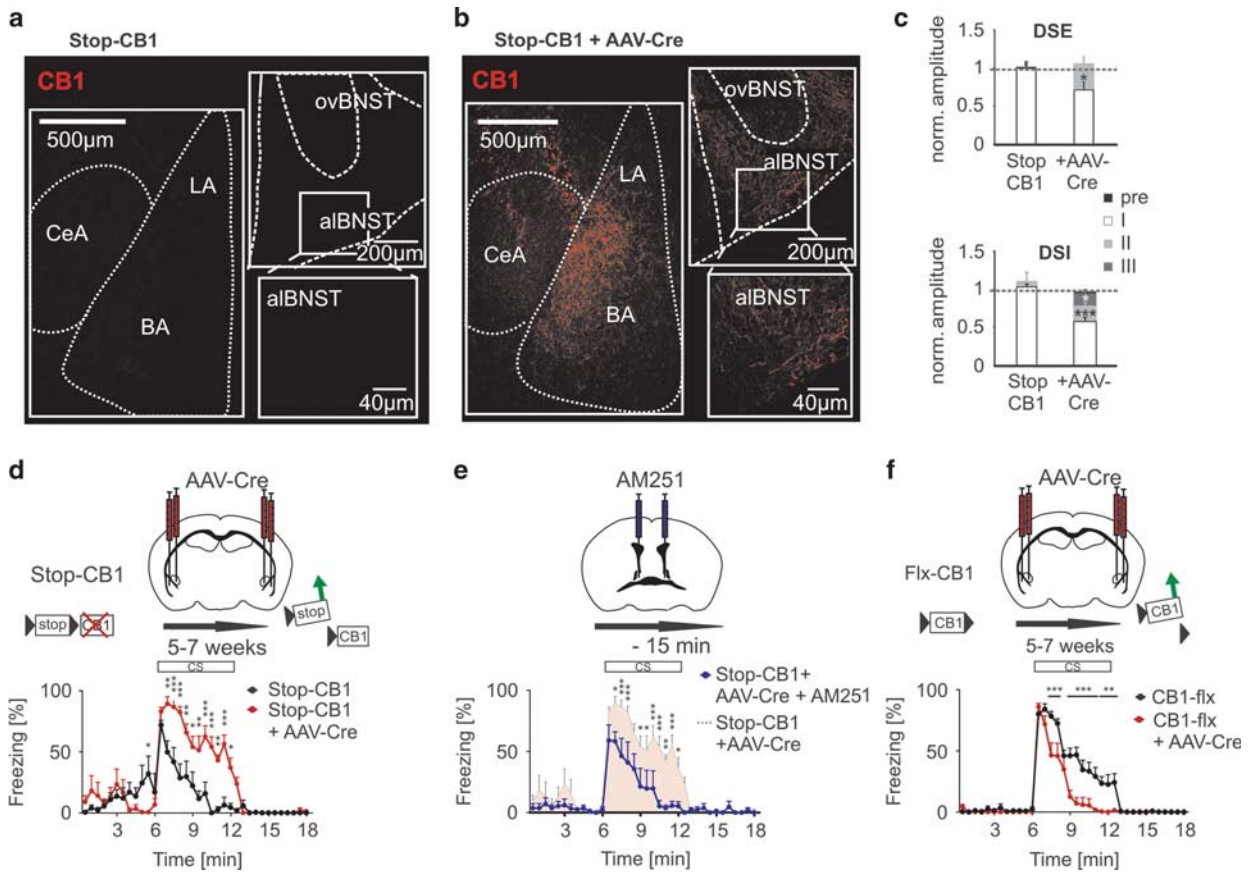 a
Stop-CB1
CB1
500µm
LA
CeA
BA
ovBNST
alBNST
200µm
alBNST
40µm
b
Stop-CB1 + AAV-Cre
CB1
500µm
LA
CeA
BA
ovBNST
alBNST
200µm
alBNST
40µm
c
DSE
norm. amplitude
1
0.5
0
*
Stop CB1
+AAV-Cre
pre
I
II
III
DSI
norm. amplitude
1
0.5
0
*
***
Stop CB1
+AAV-Cre
d
AAV-Cre
Stop-CB1
stop
CB1
stop
CB1
5-7 weeks
CS
Stop-CB1
Stop-CB1
+ AAV-Cre
Freezing [%]
100
50
0
3 6 9 12 15 18
Time [min]
e
AM251
- 15 min
CS
Stop-CB1+
AAV-Cre + AM251
Stop-CB1
+AAV-Cre
Freezing [%]
100
50
0
3 6 9 12 15 18
Time [min]
f
AAV-Cre
Flx-CB1
CB1
CB1
5-7 weeks
CS
*** *** **
CB1-flx
CB1-flx
+ AAV-Cre
Freezing [%]
100
50
0
3 6 9 12 15 18
Time [min]